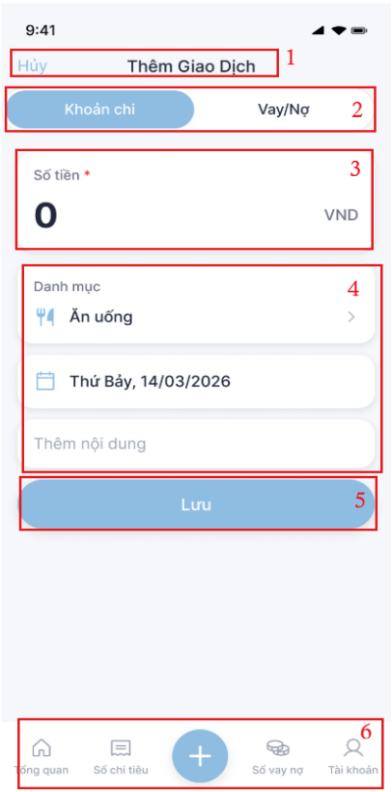 9:41
Hủy Thêm Giao Dịch 1
Khoản chi Vay/Nợ 2
Số tiền * 3
0 VND
Danh mục 4
Ăn uống
Thứ Bảy, 14/03/2026
Thêm nội dung
Lưu 5
6
Tổng quan Sổ chi tiêu Sổ vay nợ Tài khoản